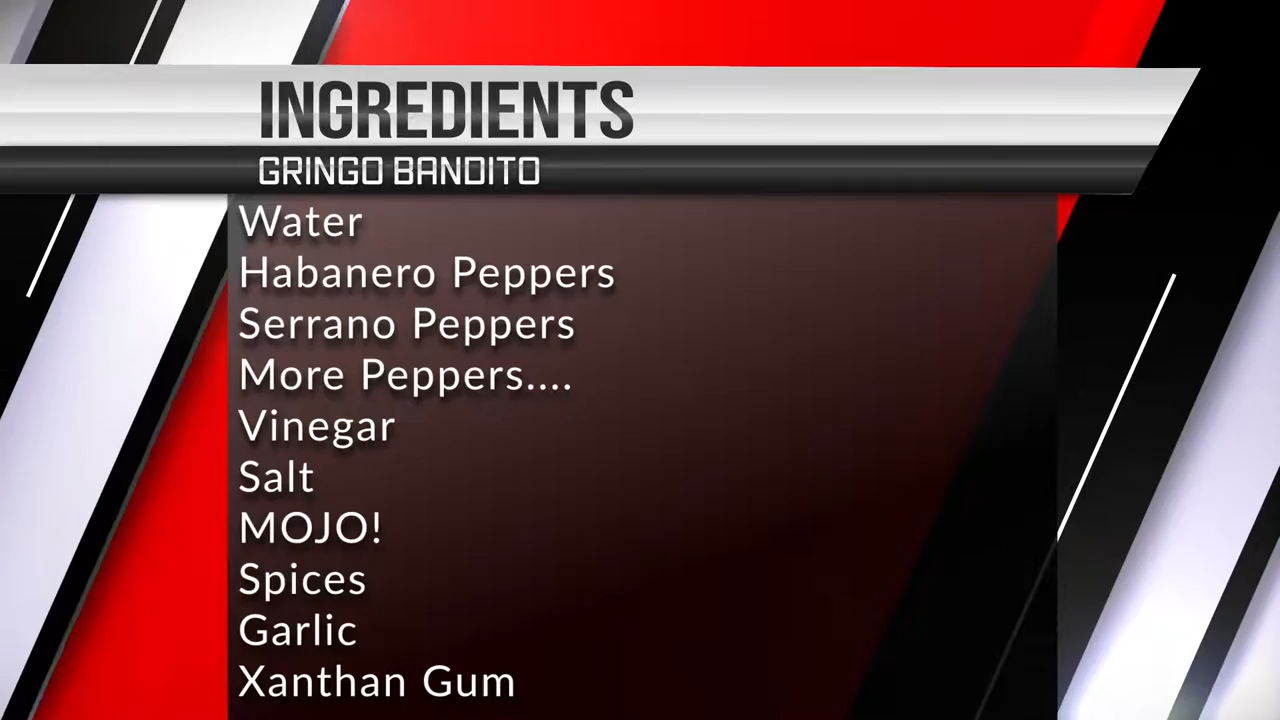 INGREDIENTS
GRINGO BANDITO
Water
Habanero Peppers
Serrano Peppers
More Peppers....
Vinegar
Salt
MOJO!
Spices
Garlic
Xanthan Gum